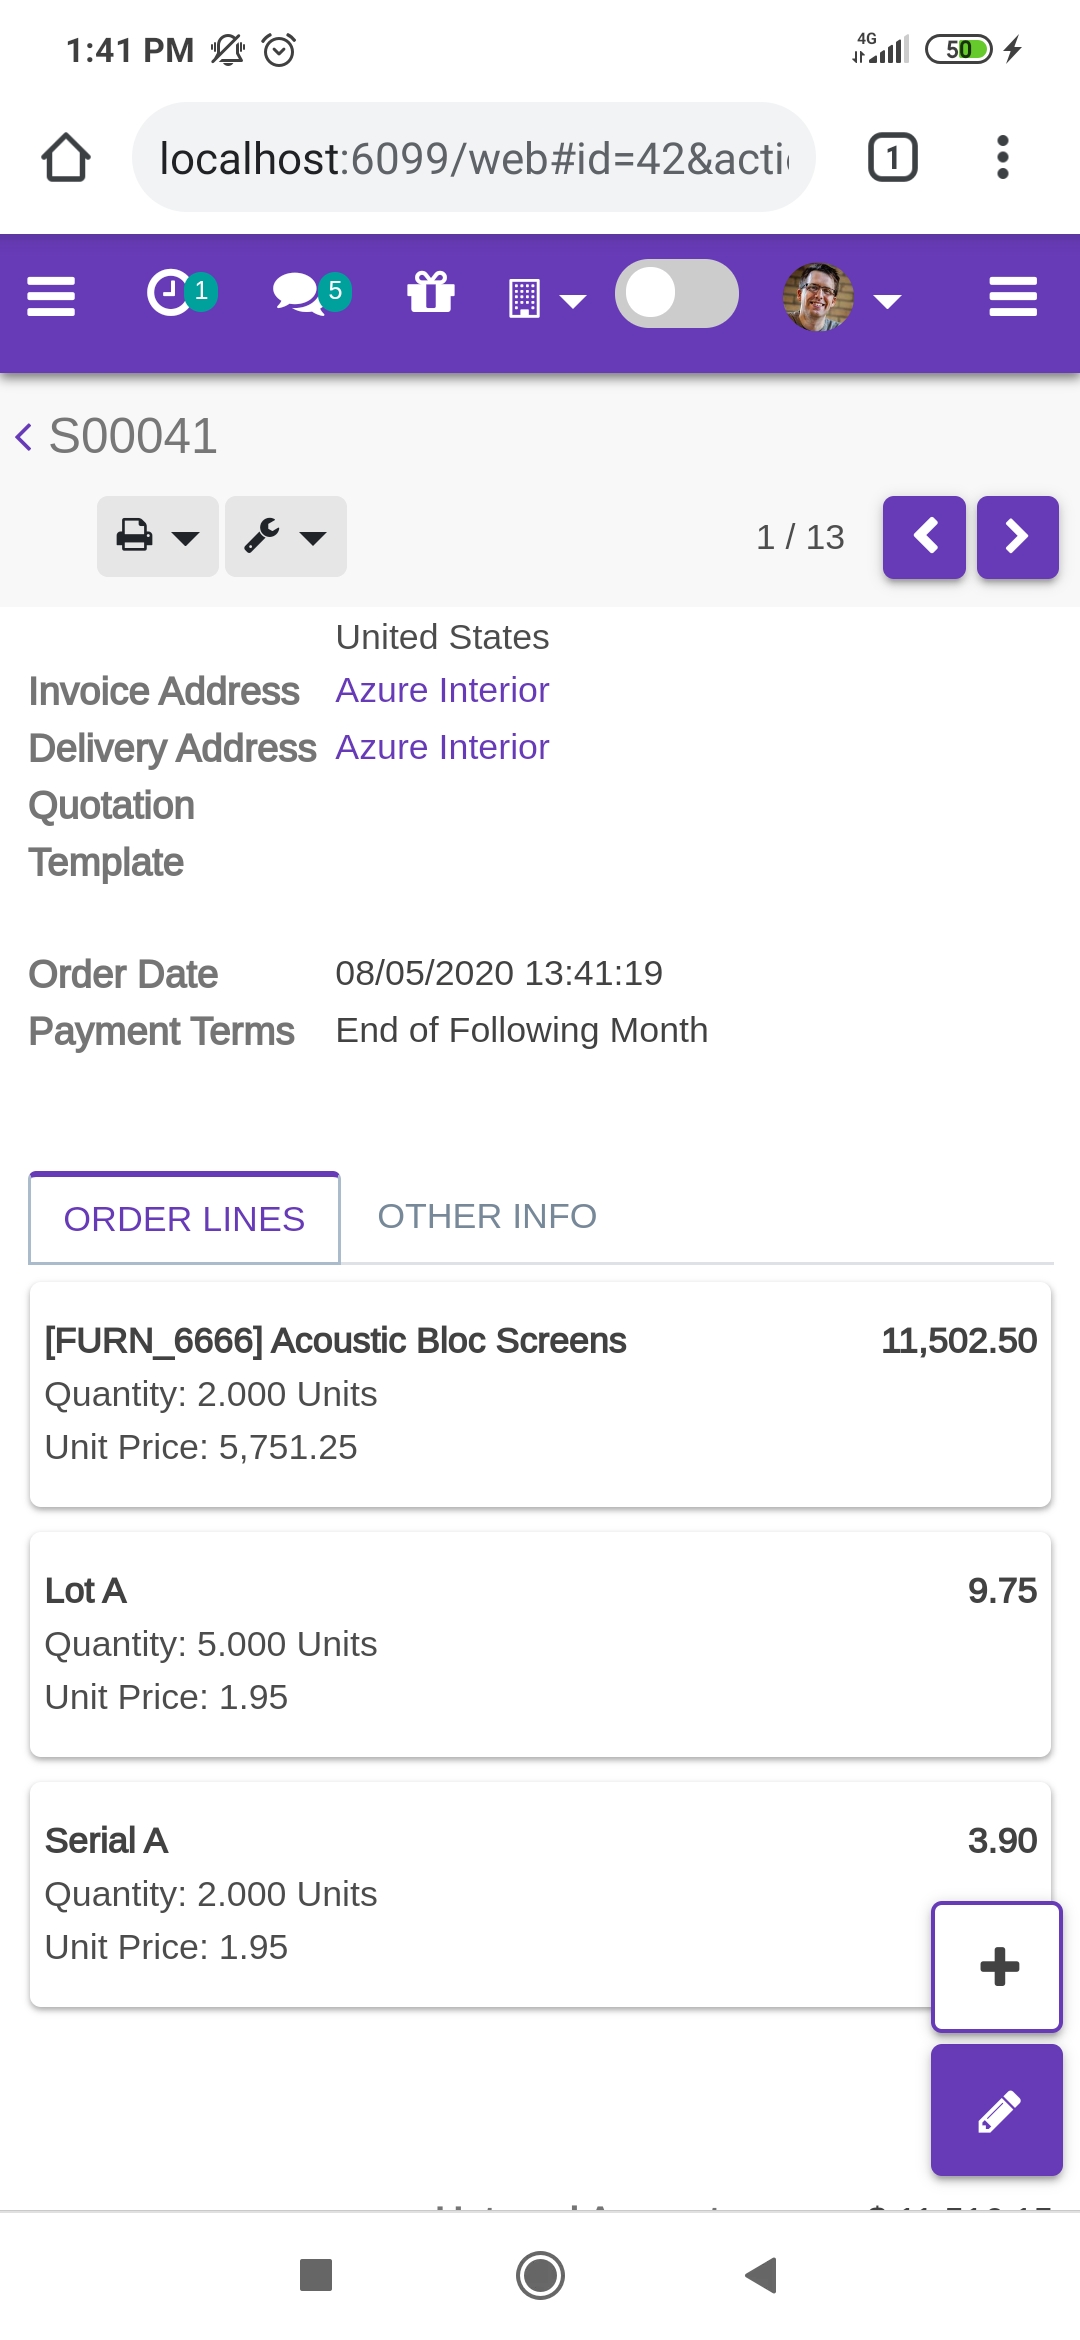 1:41 PM
4G
50
localhost:6099/web#id=42&acti
1
1
5
S00041
1 / 13
United States
Invoice Address Azure Interior
Delivery Address Azure Interior
Quotation
Template
Order Date 08/05/2020 13:41:19
Payment Terms End of Following Month
ORDER LINES OTHER INFO
[FURN_6666] Acoustic Bloc Screens 11,502.50
Quantity: 2.000 Units
Unit Price: 5,751.25
Lot A 9.75
Quantity: 5.000 Units
Unit Price: 1.95
Serial A 3.90
Quantity: 2.000 Units
Unit Price: 1.95